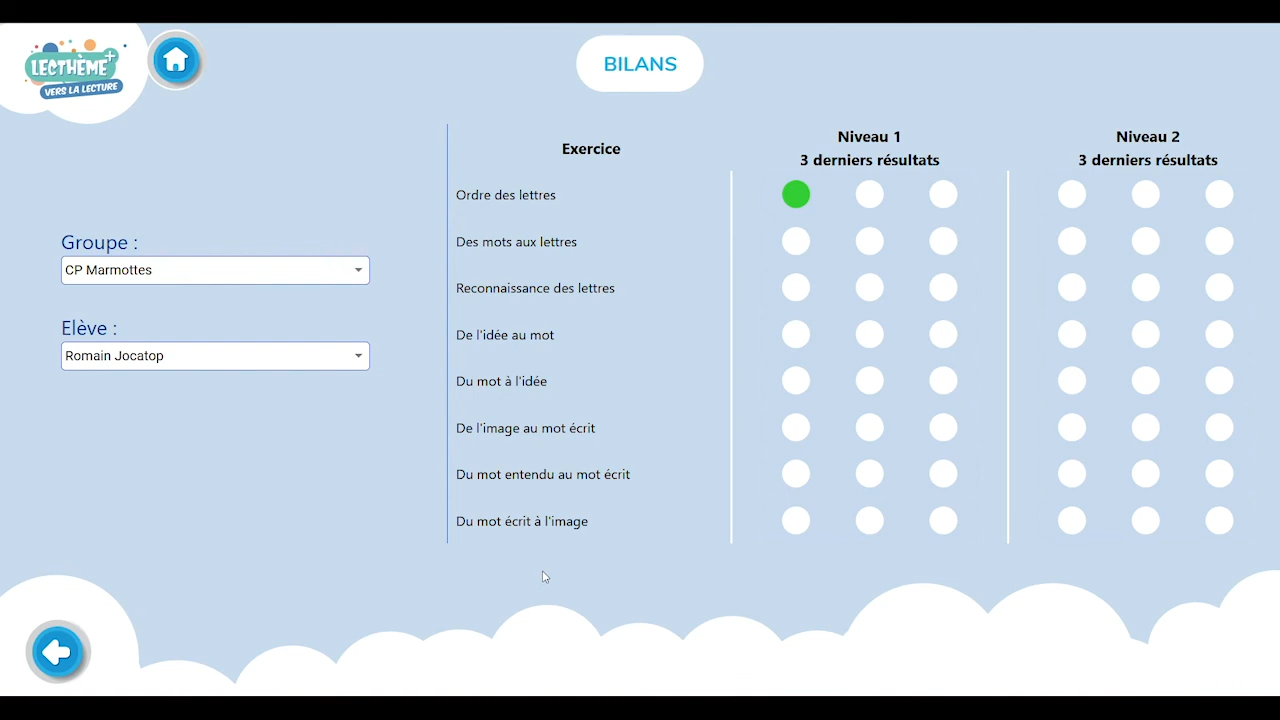 LECTHÈME+
VERS LA LECTURE
BILANS
Groupe :
CP Marmottes
Elève :
Romain Jocatop
Exercice
Niveau 1
3 derniers résultats
Niveau 2
3 derniers résultats
Ordre des lettres
Des mots aux lettres
Reconnaissance des lettres
De l'idée au mot
Du mot à l'idée
De l'image au mot écrit
Du mot entendu au mot écrit
Du mot écrit à l'image